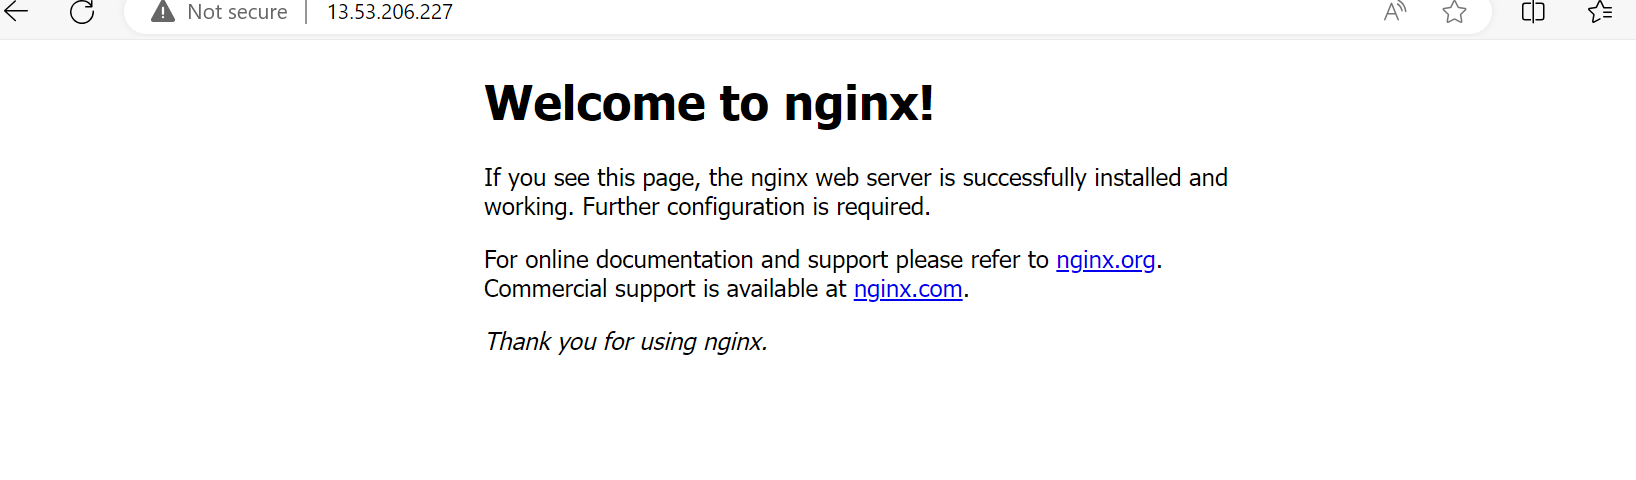 Not secure 13.53.206.227
Welcome to nginx!
If you see this page, the nginx web server is successfully installed and
working. Further configuration is required.
For online documentation and support please refer to nginx.org.
Commercial support is available at nginx.com.
Thank you for using nginx.